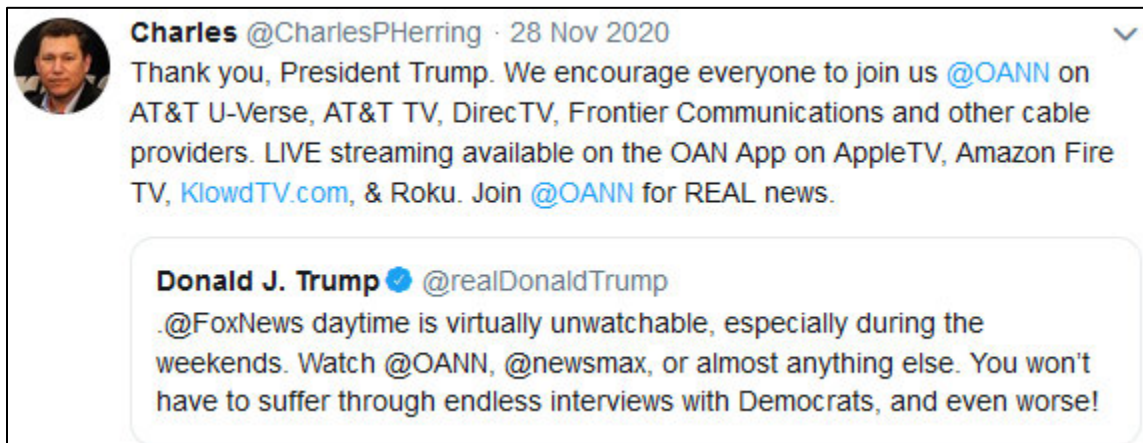 Charles @CharlesPHerring · 28 Nov 2020
Thank you, President Trump. We encourage everyone to join us @OANN on
AT&T U-Verse, AT&T TV, DirecTV, Frontier Communications and other cable
providers. LIVE streaming available on the OAN App on AppleTV, Amazon Fire
TV, KlowdTV.com, & Roku. Join @OANN for REAL news.
Donald J. Trump @realDonaldTrump
.@FoxNews daytime is virtually unwatchable, especially during the
weekends. Watch @OANN, @newsmax, or almost anything else. You won't
have to suffer through endless interviews with Democrats, and even worse!